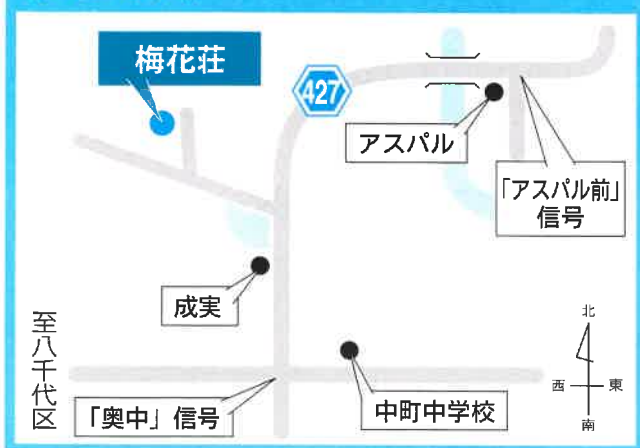 梅花荘
427
アスパル
「アスパル前」
信号
成実
至八千代区
「奥中」信号
中町中学校
北
西
東
南